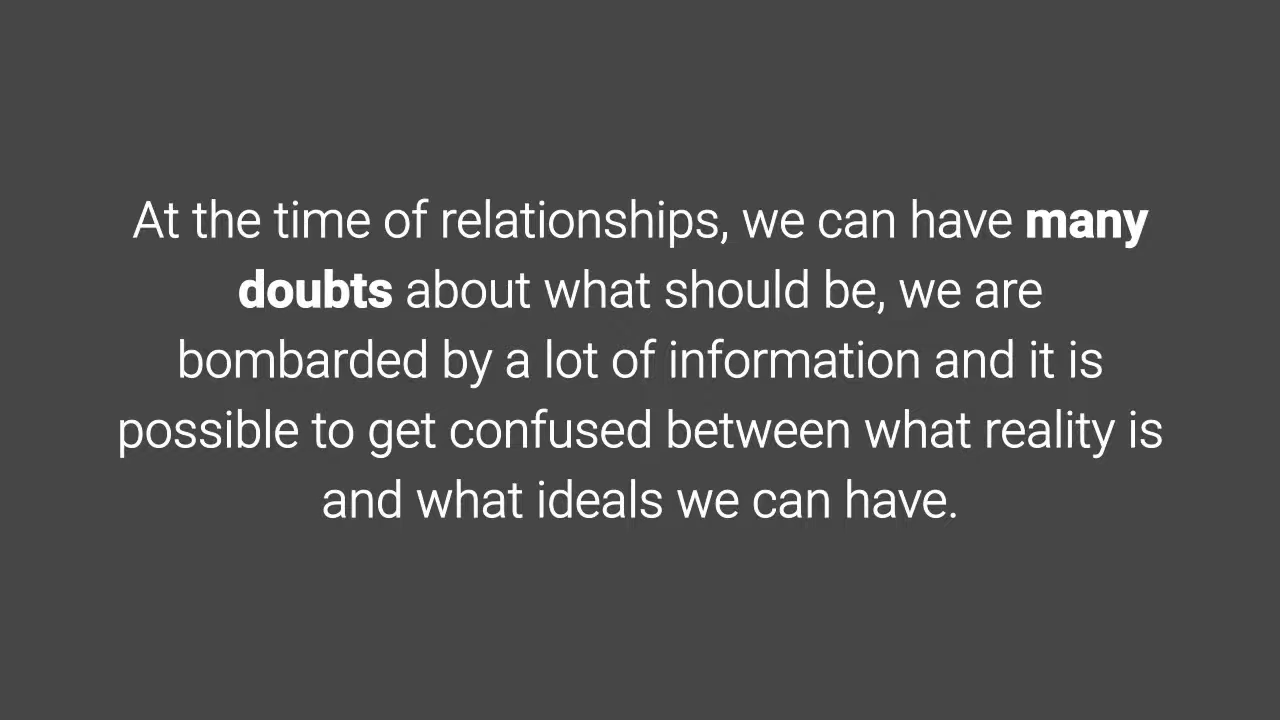 At the time of relationships, we can have many
doubts about what should be, we are
bombarded by a lot of information and it is
possible to get confused between what reality is
and what ideals we can have.